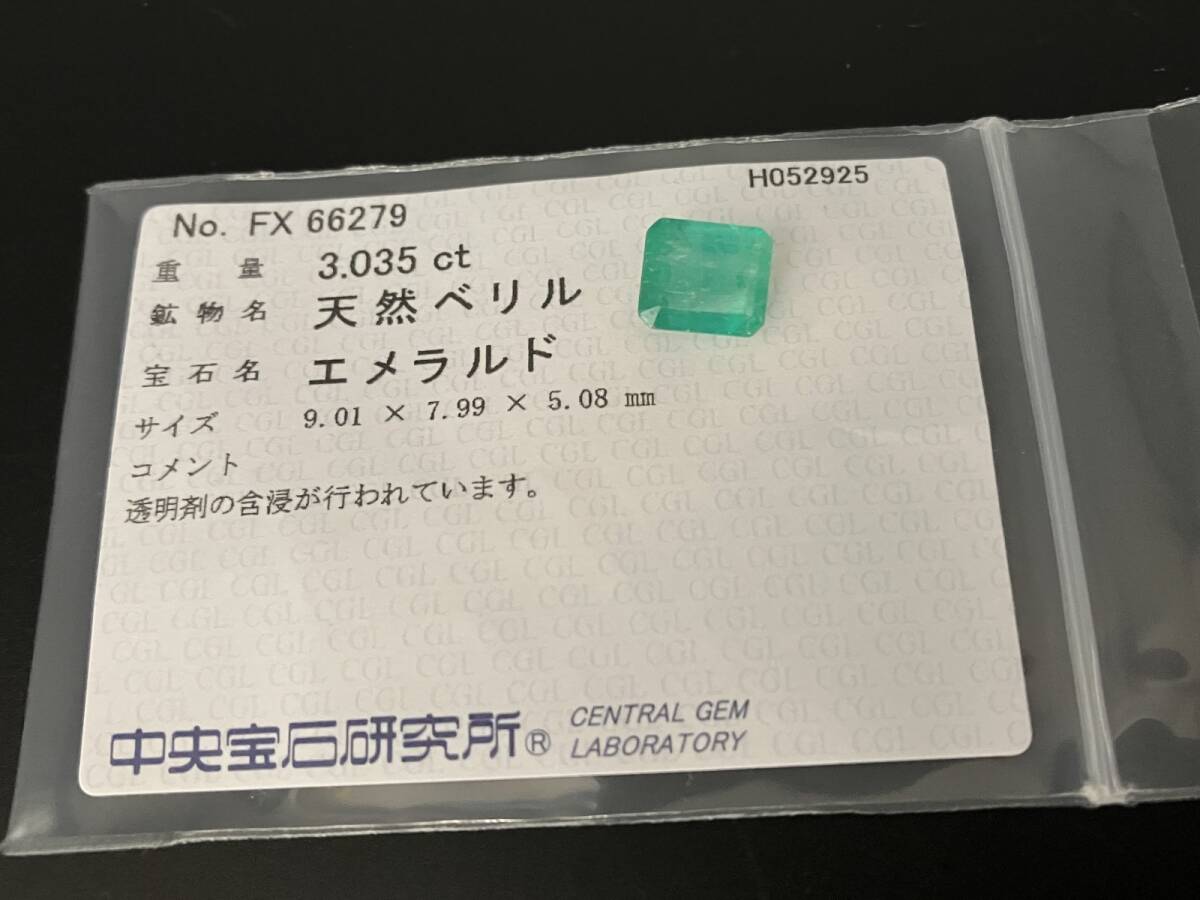 H052925
No. FX 66279
重量 3.035 ct
鉱物名 天然ベリル
宝石名 エメラルド
サイズ 9.01 × 7.99 × 5.08 mm
コメント
透明剤の含浸が行われています。
中央宝石研究所® CENTRAL GEM
LABORATORY